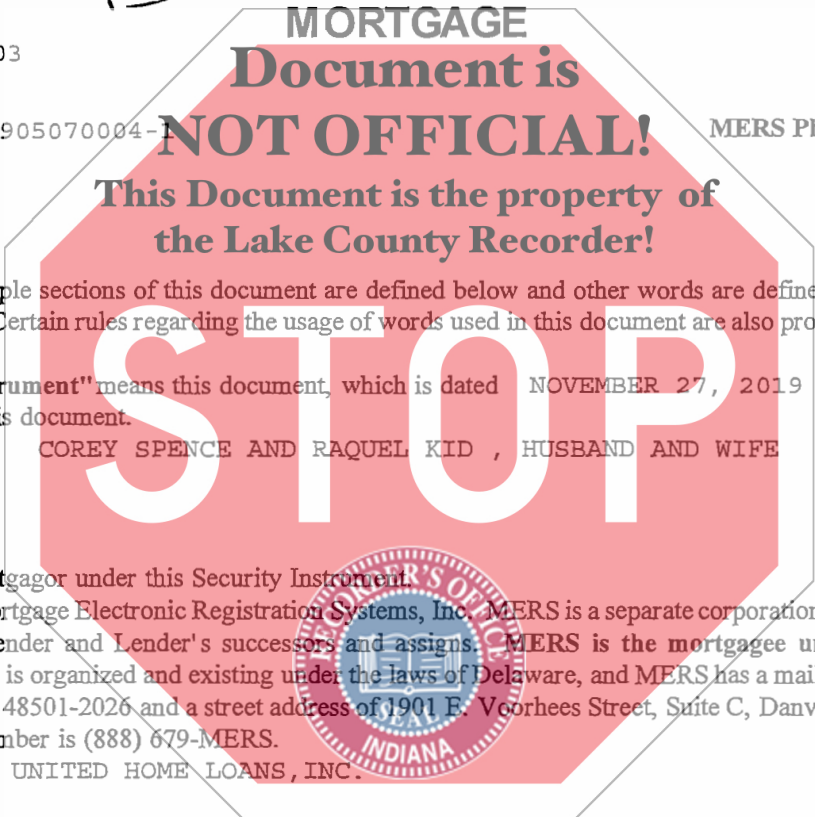 MORTGAGE
Document is
NOT OFFICIAL!
This Document is the property of
the Lake County Recorder!
STOP
03
905070004-1 MERS PH
ple sections of this document are defined below and other words are define
Certain rules regarding the usage of words used in this document are also pro
rument" means this document, which is dated NOVEMBER 27, 2019
s document.
COREY SPENCE AND RAQUEL KID , HUSBAND AND WIFE
tgagor under this Security Instrument.
rtgage Electronic Registration Systems, Inc. MERS is a separate corporation
ender and Lender's successors and assigns. MERS is the mortgagee u
is organized and existing under the laws of Delaware, and MERS has a mai
48501-2026 and a street address of 1901 E. Voorhees Street, Suite C, Danv
mber is (888) 679-MERS.
UNITED HOME LOANS, INC.
RECORDER'S OFFICE
SEAL
INDIANA